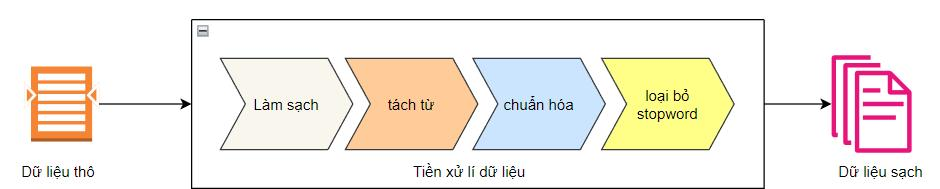 Làm sạch
tách từ
chuẩn hóa
loại bỏ
stopword
Dữ liệu thô
Tiền xử lí dữ liệu
Dữ liệu sạch